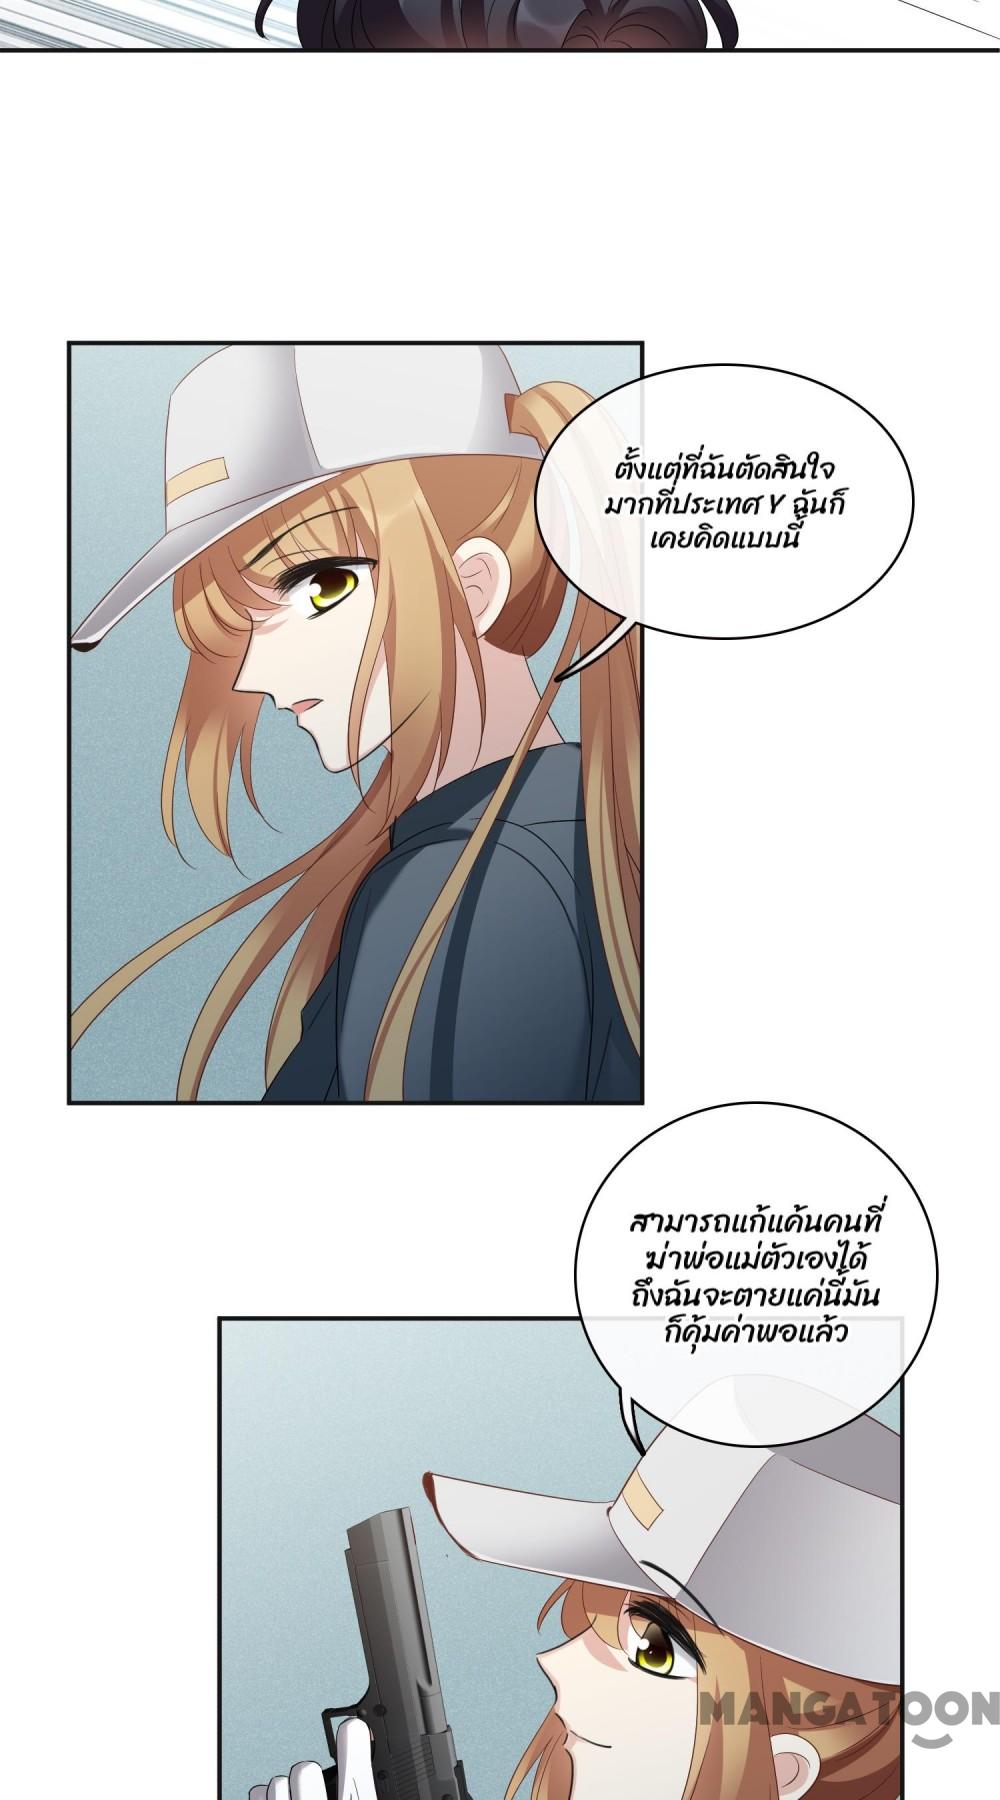 ตั้งแต่ที่ฉันตัดสินใจ
มากที่ประเทศ Y ฉันก็
เคยคิดแบบนี้
สามารถแก้แค้นคนที่
ฆ่าพ่อแม่ตัวเองได้
ถึงฉันจะตายแค่นี้มัน
ก็คุ้มค่าพอแล้ว
MANGATOON